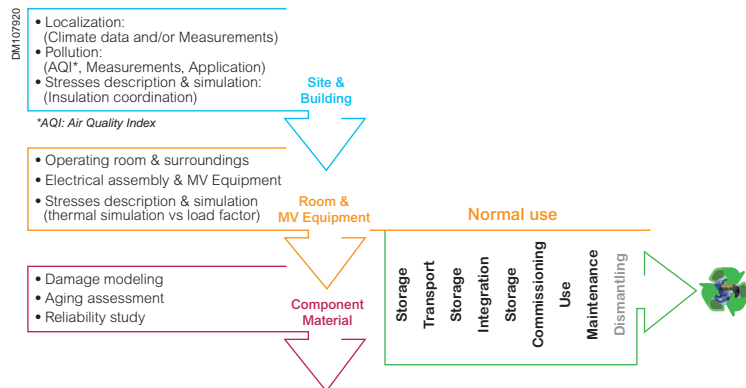 DM107920
• Localization:
(Climate data and/or Measurements)
• Pollution:
(AQI*, Measurements, Application)
• Stresses description & simulation:
(Insulation coordination)
Site &
Building
*AQI: Air Quality Index
• Operating room & surroundings
• Electrical assembly & MV Equipment
• Stresses description & simulation
(thermal simulation vs load factor)
Room &
MV Equipment
Normal use
• Damage modeling
• Aging assessment
• Reliability study
Component
Material
Storage
Transport
Storage
Integration
Storage
Commissioning
Use
Maintenance
Dismantling